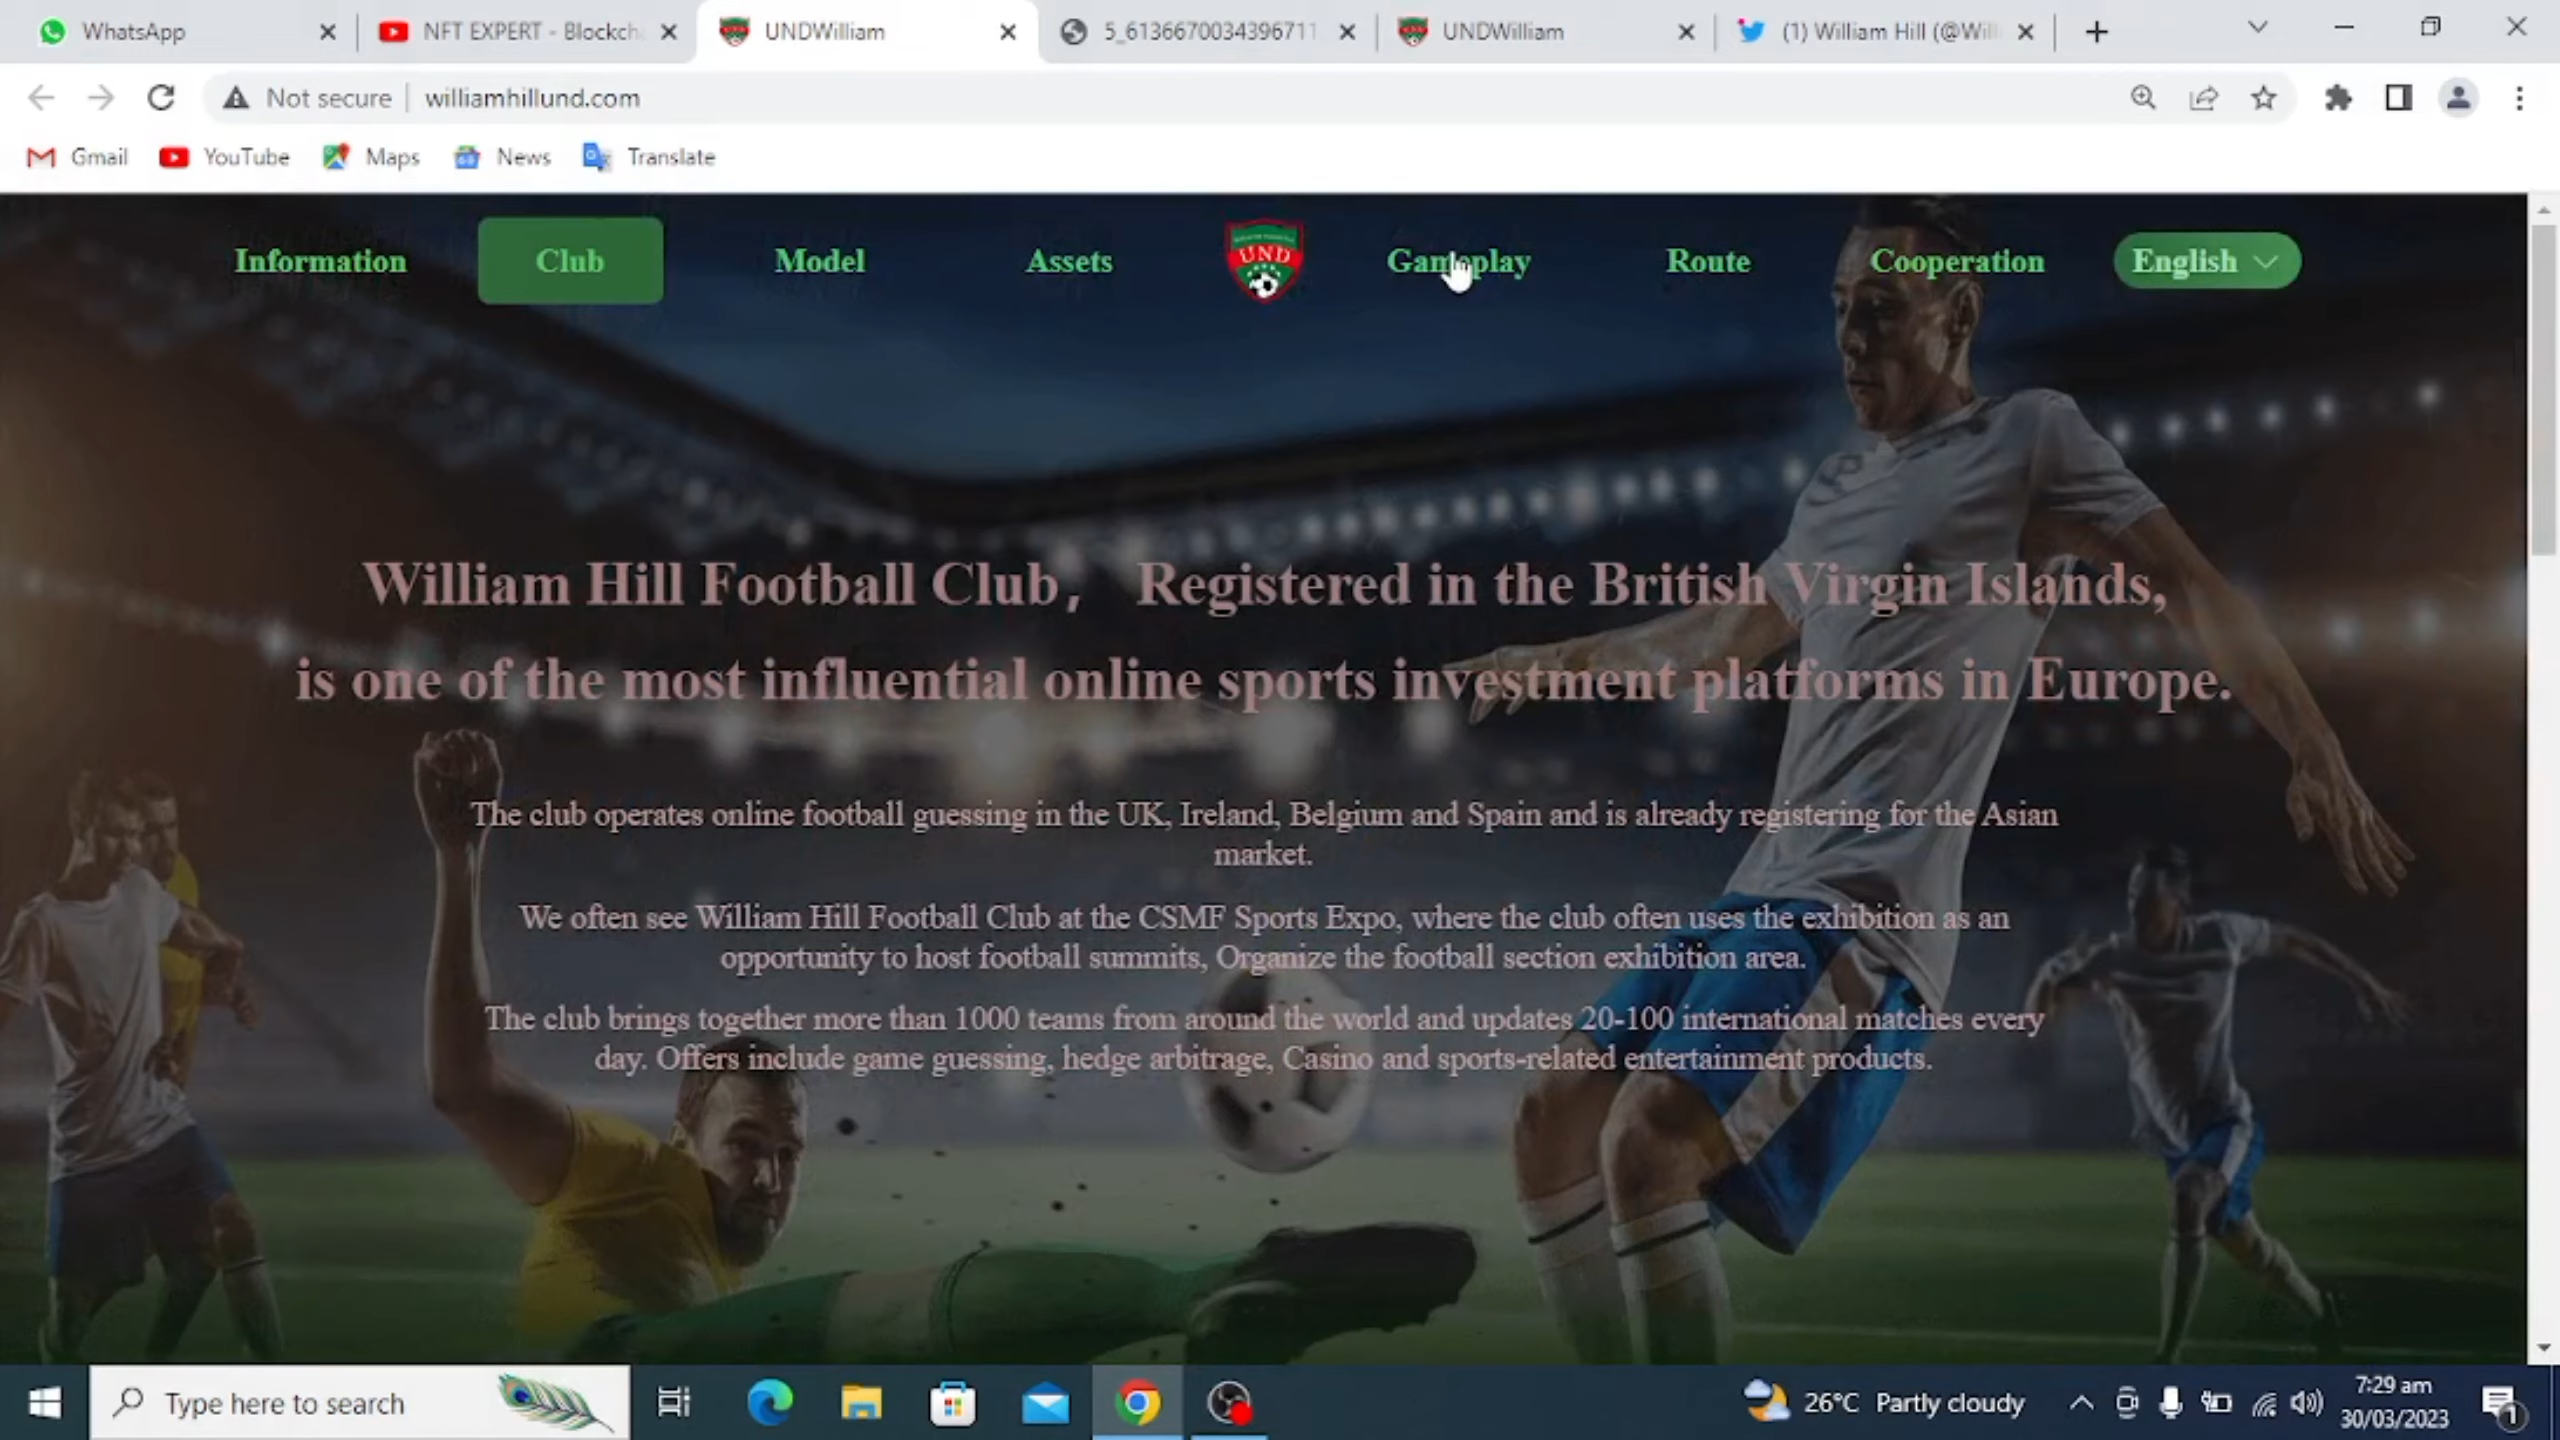 WhatsApp
NFT EXPERT - Blockch
UNDWilliam
5_6136670034396711
UNDWilliam
(1) William Hill (@Will
Not secure
williamhillund.com
Gmail
YouTube
Maps
News
Translate
Information
Club
Model
Assets
UND
Gameplay
Route
Cooperation
English
William Hill Football Club， Registered in the British Virgin Islands,
is one of the most influential online sports investment platforms in Europe.
The club operates online football guessing in the UK, Ireland, Belgium and Spain and is already registering for the Asian
market.
We often see William Hill Football Club at the CSMF Sports Expo, where the club often uses the exhibition as an
opportunity to host football summits, Organize the football section exhibition area.
The club brings together more than 1000 teams from around the world and updates 20-100 international matches every
day. Offers include game guessing, hedge arbitrage, Casino and sports-related entertainment products.
Type here to search
26°C Partly cloudy
7:29 am
30/03/2023
1